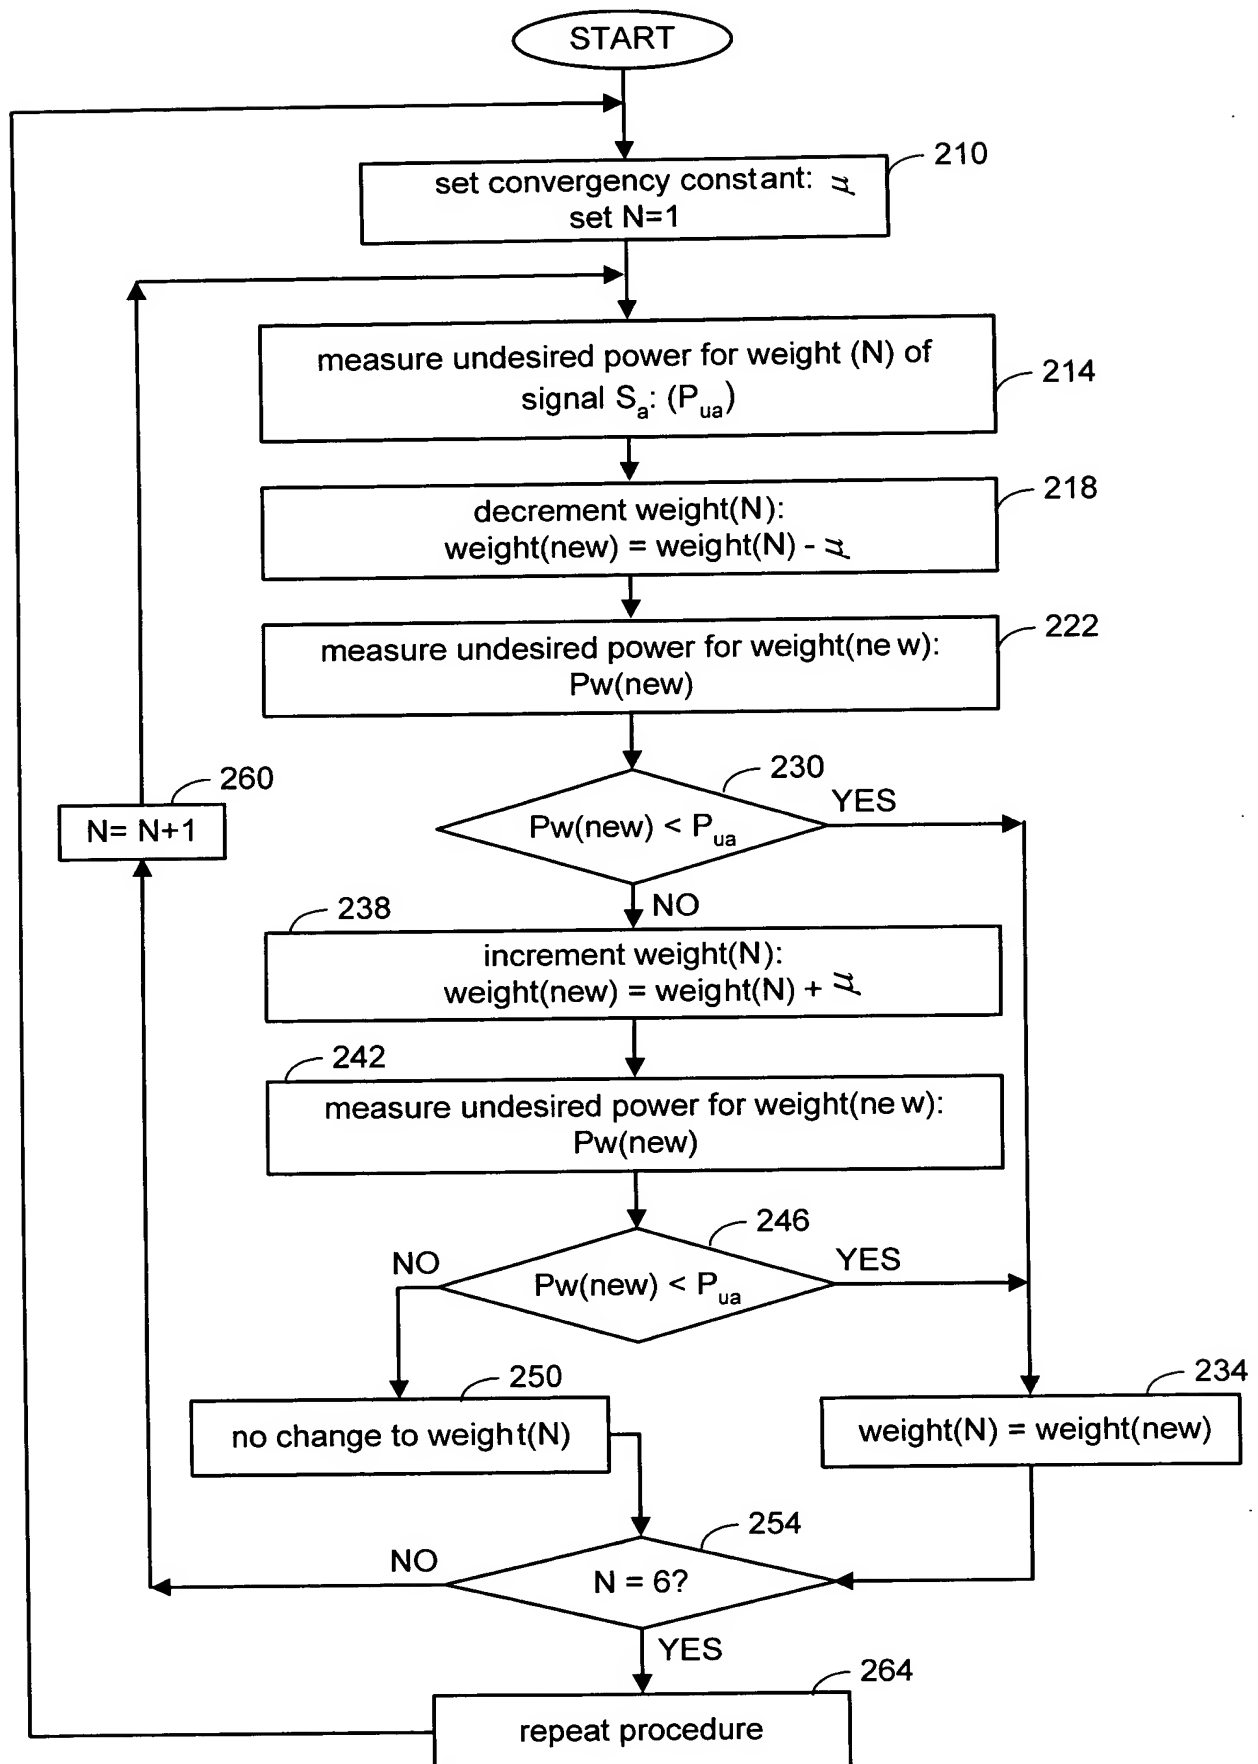 START
210
set convergency constant: μ
set N=1
measure undesired power for weight (N) of
signal Sa: (Pua)
214
218
decrement weight(N):
weight(new) = weight(N) - μ
222
measure undesired power for weight(new):
Pw(new)
230
260
YES
N= N+1
Pw(new) < Pua
NO
238
increment weight(N):
weight(new) = weight(N) + μ
242
measure undesired power for weight(new):
Pw(new)
246
NO
YES
Pw(new) < Pua
250
234
no change to weight(N)
weight(N) = weight(new)
254
NO
N = 6?
YES
264
repeat procedure